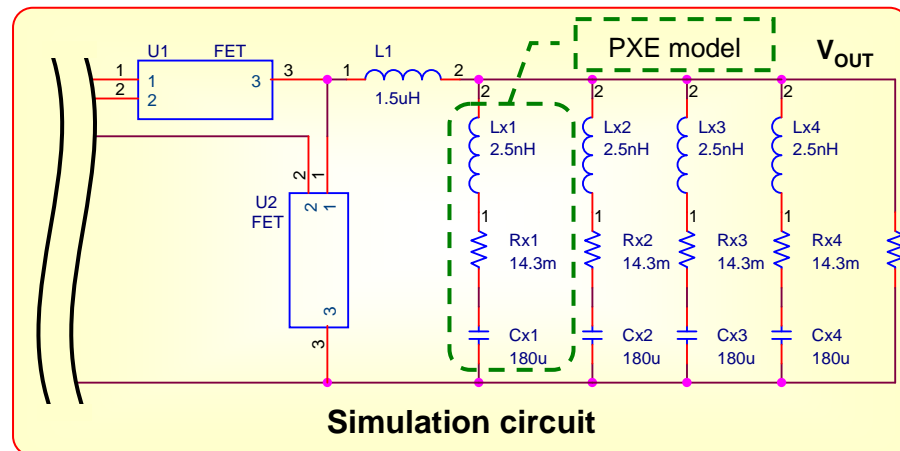 U1
FET
L1
PXE model
VOUT
1
2
1
2
3
3
1
2
1.5uH
2
2
2
2
Lx1
2.5nH
Lx2
2.5nH
Lx3
2.5nH
Lx4
2.5nH
2
1
U2
FET
2
1
3
3
1
1
1
1
Rx1
14.3m
Rx2
14.3m
Rx3
14.3m
Rx4
14.3m
Cx1
180u
Cx2
180u
Cx3
180u
Cx4
180u
Simulation circuit